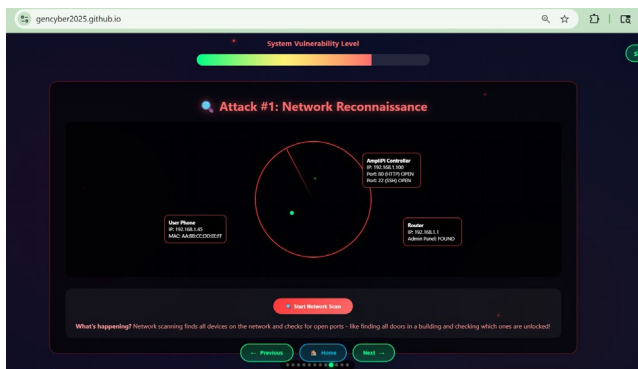 gencyber2025.github.io
System Vulnerability Level
Attack #1: Network Reconnaissance
AmpliPi Controller
IP: 192.168.1.100
Port: 80 (HTTP) OPEN
Port: 22 (SSH) OPEN
User Phone
IP: 192.168.1.45
MAC: AA:BB:CC:DD:EE:FF
Router
IP: 192.168.1.1
Admin Panel: FOUND
Start Network Scan
What's happening? Network scanning finds all devices on the network and checks for open ports - like finding all doors in a building and checking which ones are unlocked!
← Previous
Home
Next →